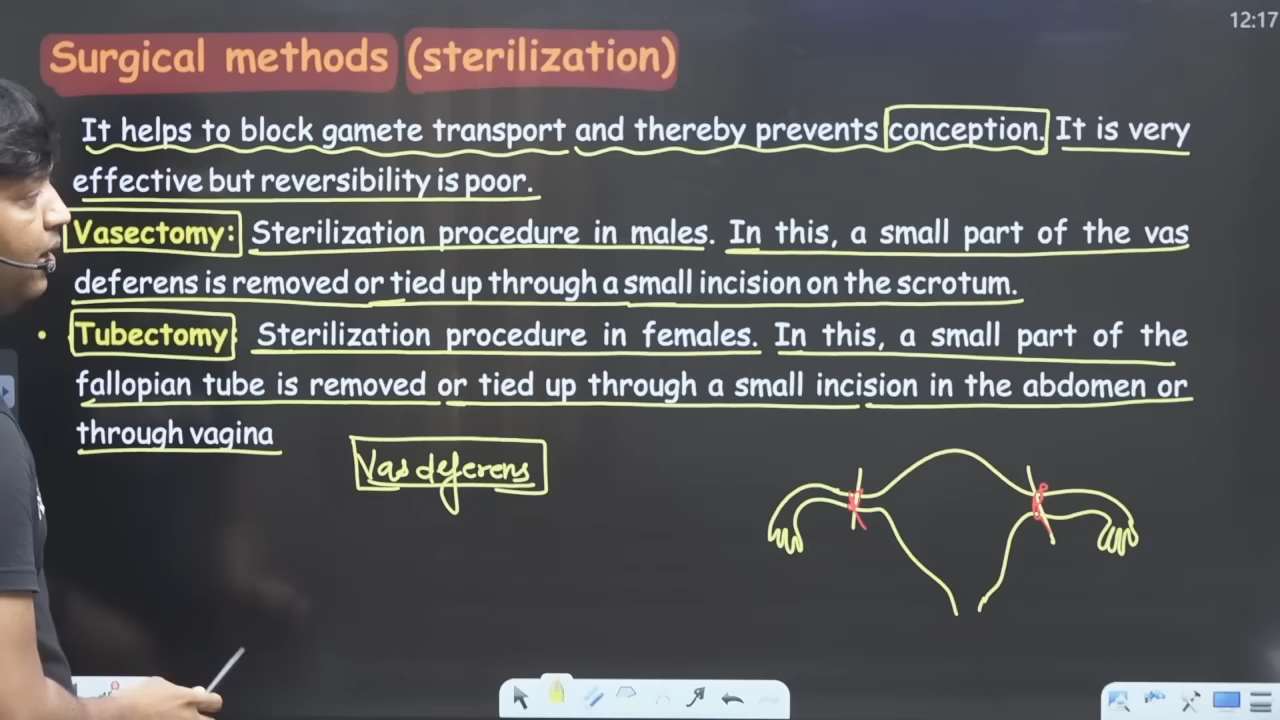 12:17
Surgical methods (sterilization)
It helps to block gamete transport and thereby prevents conception. It is very
effective but reversibility is poor.
Vasectomy: Sterilization procedure in males. In this, a small part of the vas
deferens is removed or tied up through a small incision on the scrotum.
• Tubectomy: Sterilization procedure in females. In this, a small part of the
fallopian tube is removed or tied up through a small incision in the abdomen or
through vagina
Vas deferens